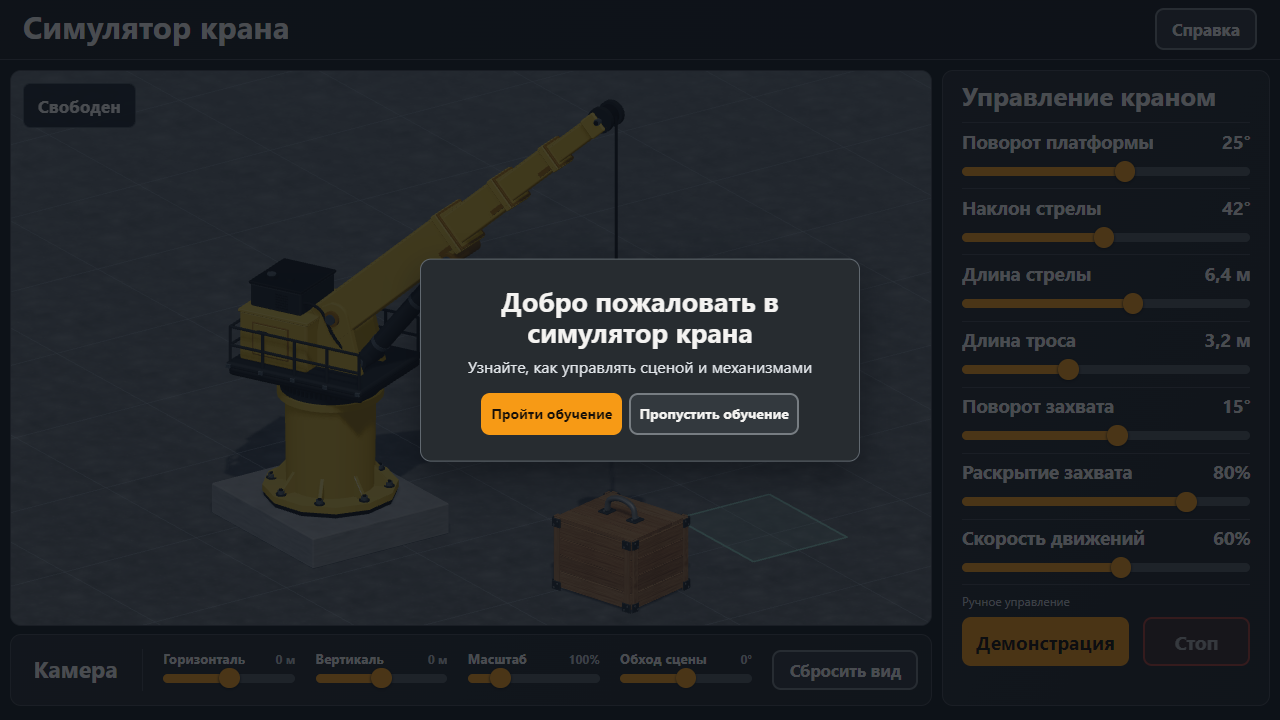 Симулятор крана
Справка
Свободен
Управление краном
Поворот платформы 25°
Наклон стрелы 42°
Длина стрелы 6,4 м
Длина троса 3,2 м
Поворот захвата 15°
Раскрытие захвата 80%
Скорость движений 60%
Ручное управление
Демонстрация Стоп
Добро пожаловать в
симулятор крана
Узнайте, как управлять сценой и механизмами
Пройти обучение Пропустить обучение
Камера
Горизонталь 0 м
Вертикаль 0 м
Масштаб 100%
Обход сцены 0°
Сбросить вид